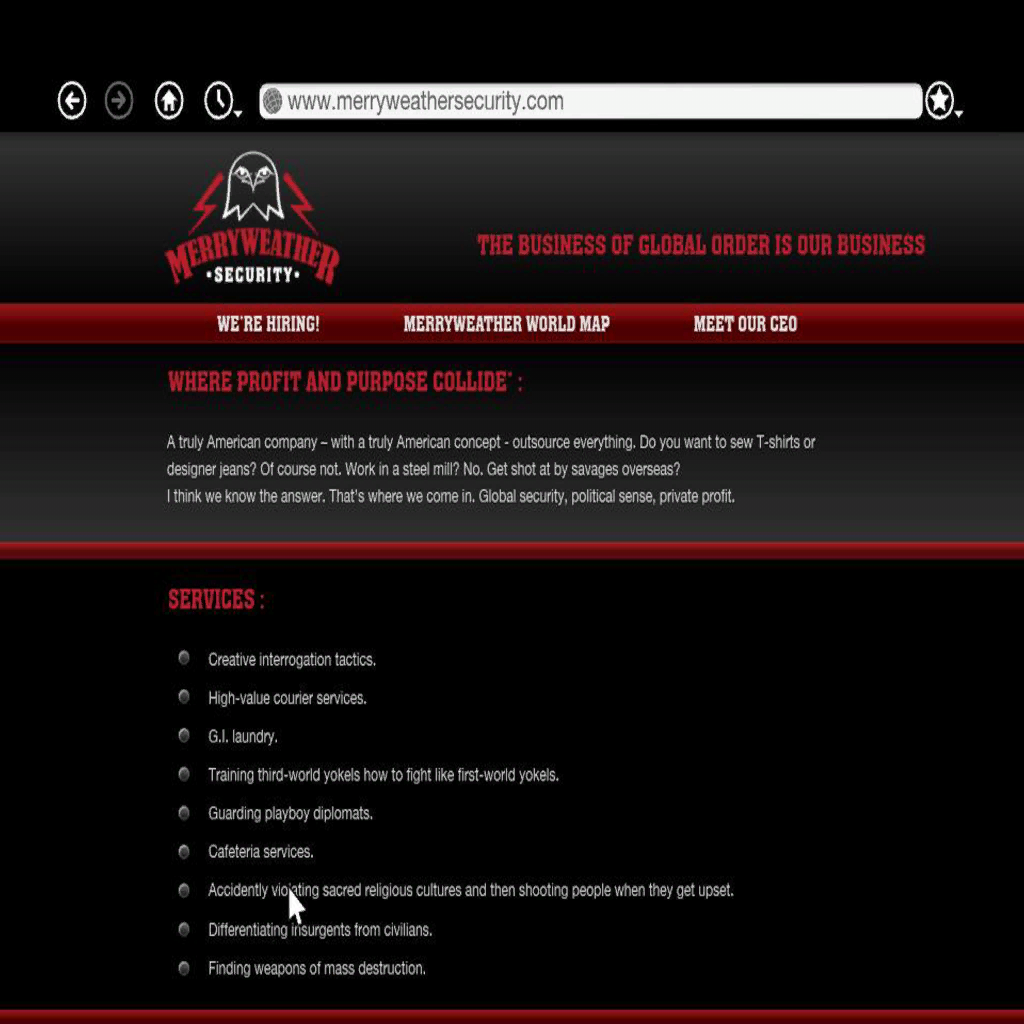 www.merryweathersecurity.com
MERRYWEATHER
•SECURITY•
THE BUSINESS OF GLOBAL ORDER IS OUR BUSINESS
WE'RE HIRING!
MERRYWEATHER WORLD MAP
MEET OUR CEO
WHERE PROFIT AND PURPOSE COLLIDE* :
A truly American company – with a truly American concept - outsource everything. Do you want to sew T-shirts or
designer jeans? Of course not. Work in a steel mill? No. Get shot at by savages overseas?
I think we know the answer. That's where we come in. Global security, political sense, private profit.
SERVICES :
Creative interrogation tactics.
High-value courier services.
G.I. laundry.
Training third-world yokels how to fight like first-world yokels.
Guarding playboy diplomats.
Cafeteria services.
Accidently violating sacred religious cultures and then shooting people when they get upset.
Differentiating insurgents from civilians.
Finding weapons of mass destruction.